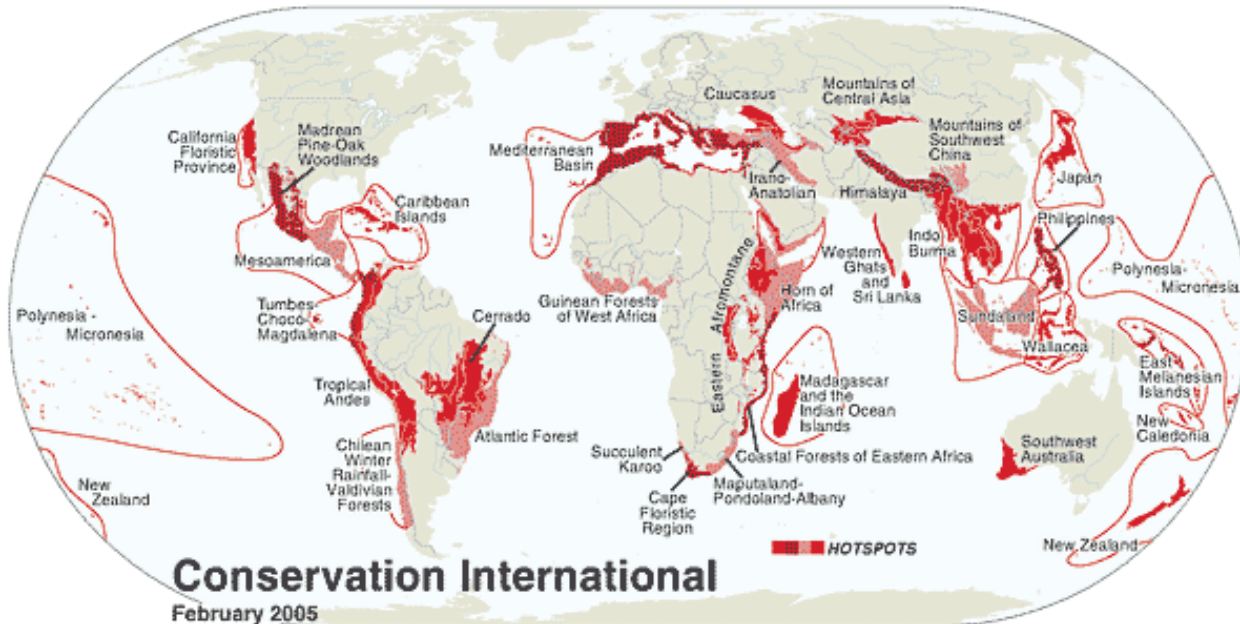 California
Floristic
Province
Madrean
Pine-Oak
Woodlands
Caribbean
Islands
Mesoamerica
Polynesia -
Micronesia
Tumbes-
Choco-
Magdalena
Cerrado
Tropical
Andes
Atlantic Forest
Chilean
Winter
Rainfall-
Valdivian
Forests
New
Zealand
Mediterranean
Basin
Caucasus
Irano-
Anatolian
Mountains of
Central Asia
Mountains of
Southwest
China
Himalaya
Japan
Philippines
Indo
Burma
Western
Ghats
and
Sri Lanka
Guinean Forests
of West Africa
Eastern Afromontane
Horn of
Africa
Sundaland
Wallacea
Polynesia-
Micronesia
East
Melanesian
Islands
New
Caledonia
Madagascar
and the
Indian Ocean
Islands
Southwest
Australia
Succulent
Karoo
Cape
Floristic
Region
Coastal Forests of Eastern Africa
Maputaland-
Pondoland-Albany
New Zealand
HOTSPOTS
Conservation International
February 2005